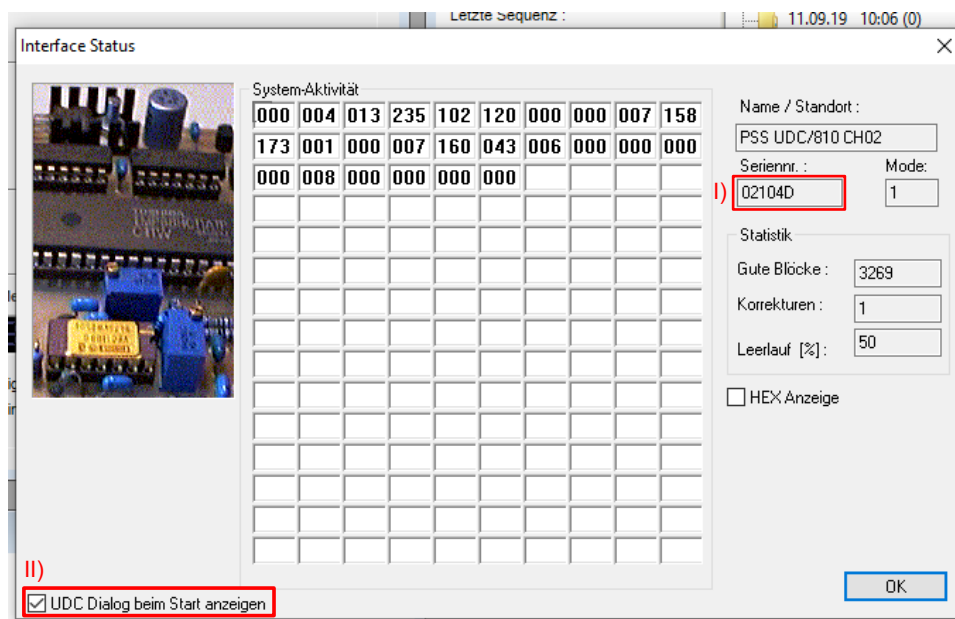 Letzte Sequenz :
11.09.19 10:06 (0)
Interface Status
System-Aktivität
000 004 013 235 102 120 000 000 007 158
173 001 000 007 160 043 006 000 000 000
000 008 000 000 000 000
Name / Standort :
PSS UDC/810 CH02
Seriennr. :
Mode:
I)
02104D
1
Statistik
Gute Blöcke :
3269
Korrekturen :
1
Leerlauf [%] :
50
HEX Anzeige
II)
UDC Dialog beim Start anzeigen
OK